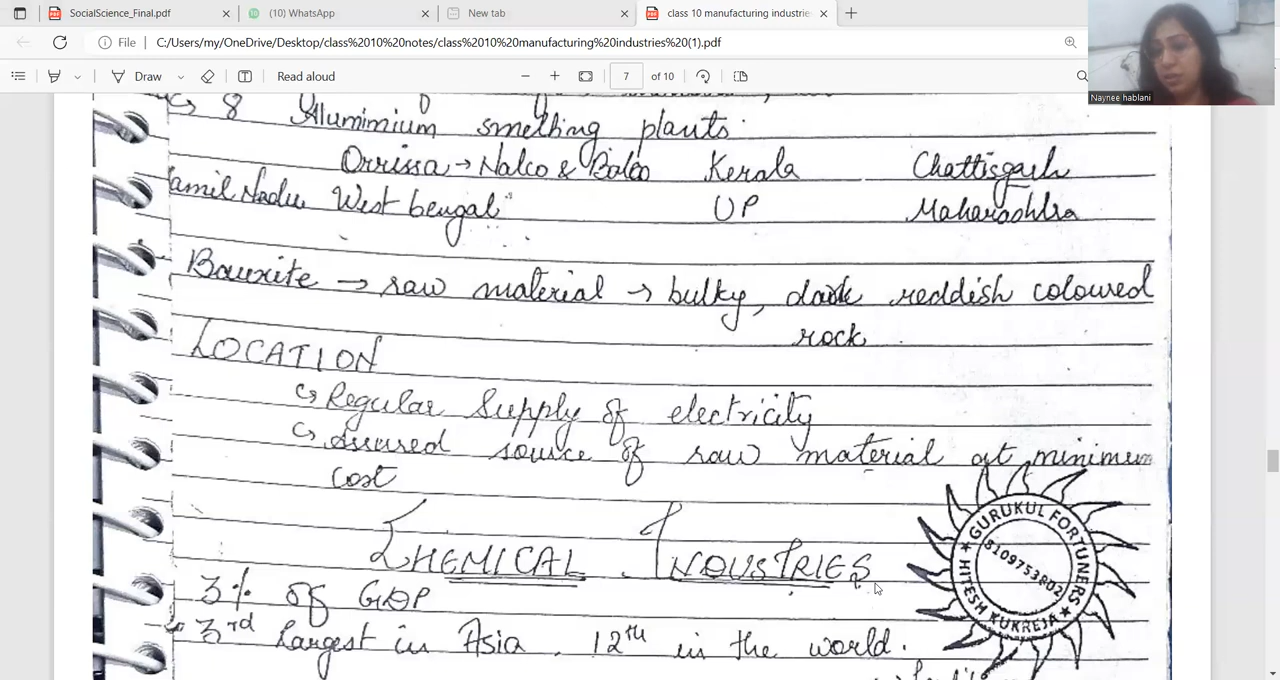 SocialScience_Final.pdf
(10) WhatsApp
New tab
class 10 manufacturing industrie
File
C:/Users/my/OneDrive/Desktop/class%2010%20notes/class%2010%20manufacturing%20industries%20(1).pdf
Draw
Read aloud
7 of 10
Naynee hablani
8 Aluminium smelting plants.
Orrissa → Nalco & Balco Kerala Chattisgarh
Tamil Nadu West bengal UP Maharashtra
Bauxite → raw material → bulky, dark reddish coloured
rock
LOCATION
Regular Supply of electricity
assured source of raw material at minimum
cost
CHEMICAL INDUSTRIES
3% of GDP
3rd largest in Asia. 12th in the world.
GURUKUL FORTUNERS
8109753802
HITESH KUKREJA